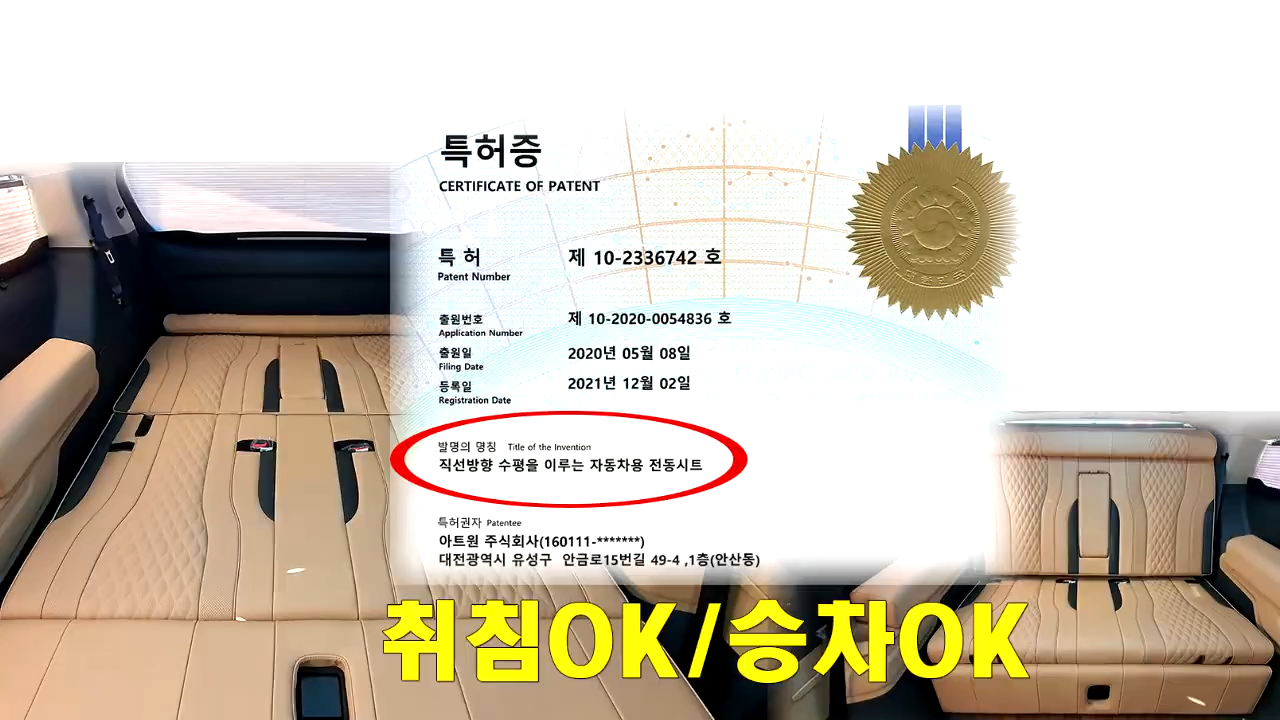 특허증
CERTIFICATE OF PATENT
특 허 제 10-2336742 호
Patent Number
출원번호 제 10-2020-0054836 호
Application Number
출원일 2020년 05월 08일
Filing Date
등록일 2021년 12월 02일
Registration Date
발명의 명칭 Title of the Invention
직선방향 수평을 이루는 자동차용 전동시트
특허권자 Patentee
아트원 주식회사(160111-*******)
대전광역시 유성구 안금로15번길 49-4 ,1층(안산동)
취침OK/승차OK